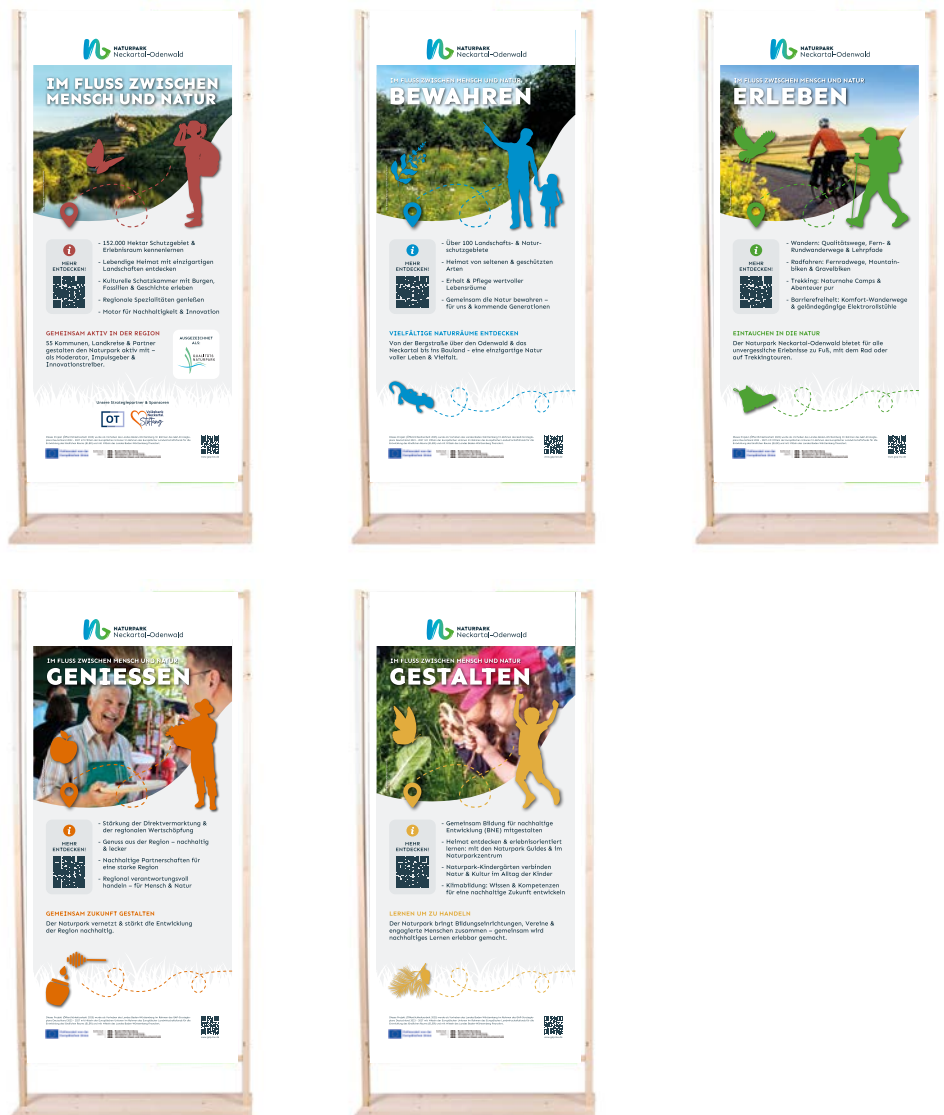 NATURPARK
Neckartal-Odenwald
IM FLUSS ZWISCHEN
MENSCH UND NATUR
i
MEHR
ENTDECKEN!
- 152.000 Hektar Schutzgebiet &
Erlebnisraum kennenlernen
- Lebendige Heimat mit einzigartigen
Landschaften entdecken
- Kulturelle Schatzkammer mit Burgen,
Fossilien & Geschichte erleben
- Regionale Spezialitäten genießen
- Motor für Nachhaltigkeit & Innovation
GEMEINSAM AKTIV IN DER REGION
55 Kommunen, Landkreise & Partner
gestalten den Naturpark aktiv mit –
als Moderator, Impulsgeber &
Innovationstreiber.
AUSGEZEICHNET
ALS:
QUALITÄTS
NATURPARK
Unsere Strategiepartner & Sponsoren
OT
Volksbank
Neckartal
Stiftung
NATURPARK
Neckartal-Odenwald
IM FLUSS ZWISCHEN MENSCH UND NATUR
BEWAHREN
i
MEHR
ENTDECKEN!
- Über 100 Landschafts- & Natur-
schutzgebiete
- Heimat von seltenen & geschützten
Arten
- Erhalt & Pflege wertvoller
Lebensräume
- Gemeinsam die Natur bewahren –
für uns & kommende Generationen
VIELFÄLTIGE NATURRÄUME ENTDECKEN
Von der Bergstraße über den Odenwald & das
Neckartal bis ins Bauland - eine einzigartige Natur
voller Leben & Vielfalt.
NATURPARK
Neckartal-Odenwald
IM FLUSS ZWISCHEN MENSCH UND NATUR
ERLEBEN
i
MEHR
ENTDECKEN!
- Wandern: Qualitätswege, Fern- &
Rundwanderwege & Lehrpfade
- Radfahren: Fernradwege, Mountain-
biken & Gravelbiken
- Trekking: Naturnahe Camps &
Abenteuer pur
- Barrierefreiheit: Komfort-Wanderwege
& geländegängige Elektrorollstühle
EINTAUCHEN IN DIE NATUR
Der Naturpark Neckartal-Odenwald bietet für alle
unvergessliche Erlebnisse zu Fuß, mit dem Rad oder
auf Trekkingtouren.
NATURPARK
Neckartal-Odenwald
IM FLUSS ZWISCHEN MENSCH UND NATUR
GENIESSEN
i
MEHR
ENTDECKEN!
- Stärkung der Direktvermarktung &
der regionalen Wertschöpfung
- Genuss aus der Region – nachhaltig
& lecker
- Nachhaltige Partnerschaften für
eine starke Region
- Regional verantwortungsvoll
handeln – für Mensch & Natur
GEMEINSAM ZUKUNFT GESTALTEN
Der Naturpark vernetzt & stärkt die Entwicklung
der Region nachhaltig.
NATURPARK
Neckartal-Odenwald
IM FLUSS ZWISCHEN MENSCH UND NATUR
GESTALTEN
i
MEHR
ENTDECKEN!
- Gemeinsam Bildung für nachhaltige
Entwicklung (BNE) mitgestalten
- Heimat entdecken & erlebnisorientiert
lernen: mit den Naturpark Guides & im
Naturparkzentrum
- Naturpark-Kindergärten verbinden
Natur & Kultur im Alltag der Kinder
- Klimabildung: Wissen & Kompetenzen
für eine nachhaltige Zukunft entwickeln
LERNEN UM ZU HANDELN
Der Naturpark bringt Bildungseinrichtungen, Vereine &
engagierte Menschen zusammen – gemeinsam wird
nachhaltiges Lernen erlebbar gemacht.